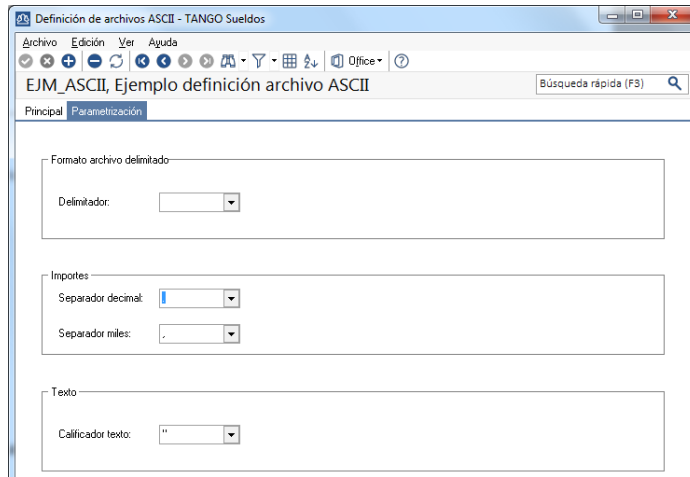 Definición de archivos ASCII - TANGO Sueldos
Archivo Edición Ver Ayuda
Office
EJM_ASCII, Ejemplo definición archivo ASCII
Búsqueda rápida (F3)
Principal Parametrización
Formato archivo delimitado
Delimitador:
Importes
Separador decimal: .
Separador miles: ,
Texto
Calificador texto: "